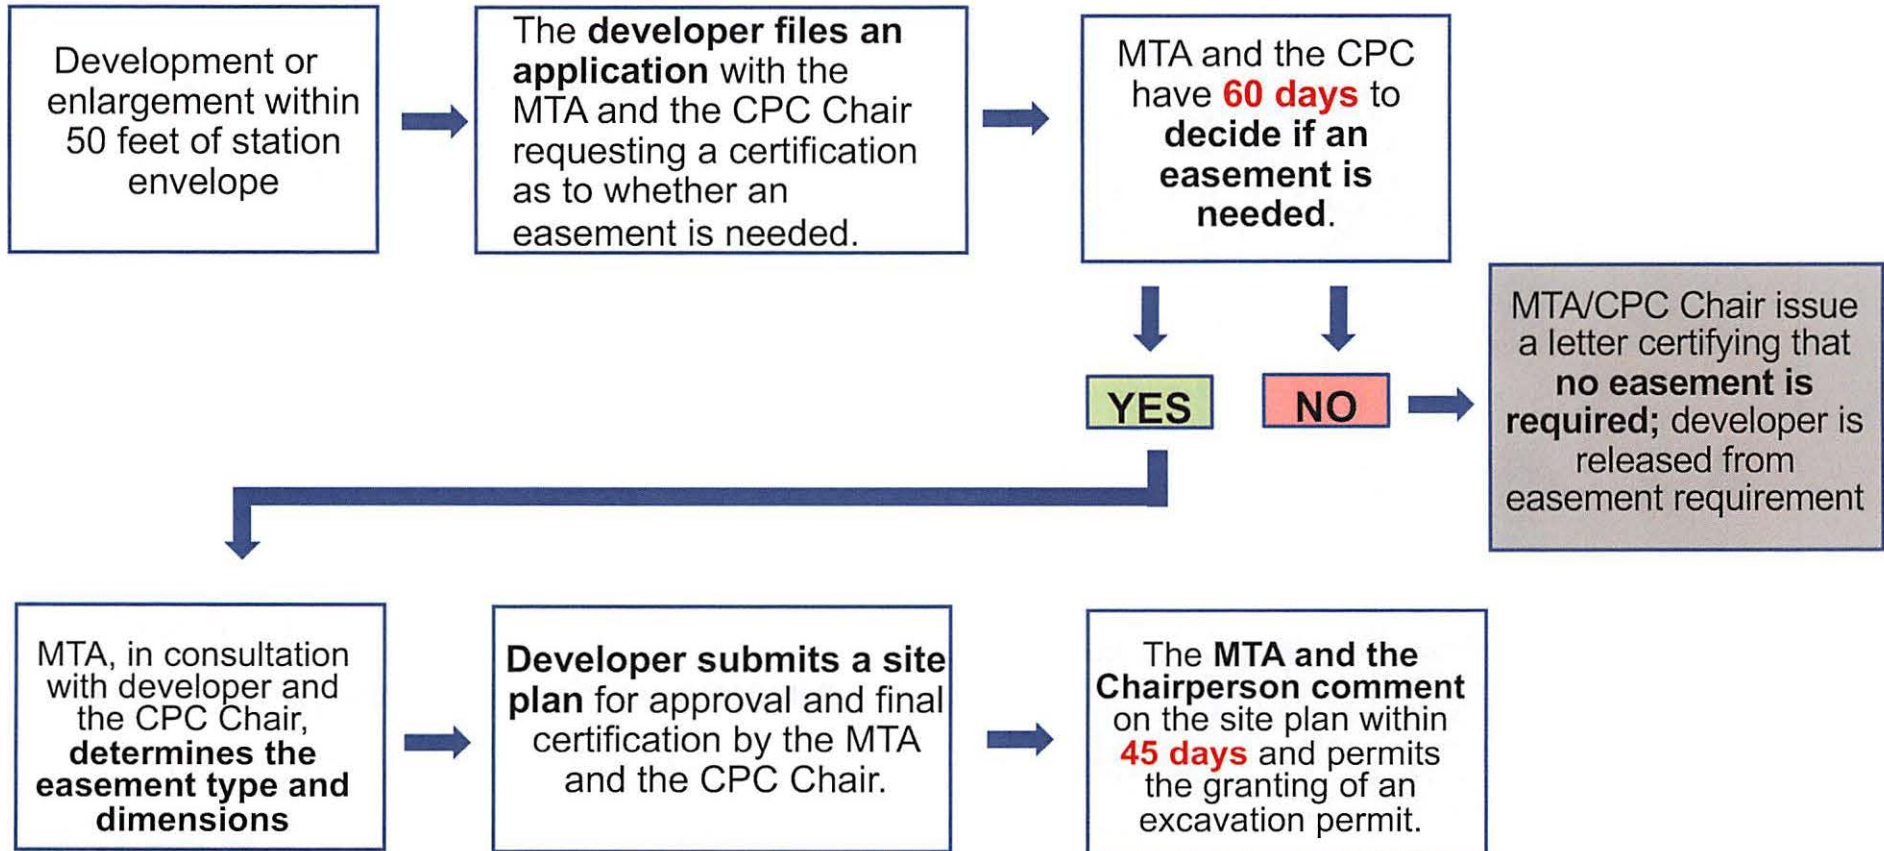 Development or
enlargement within
50 feet of station
envelope
The developer files an
application with the
MTA and the CPC Chair
requesting a certification
as to whether an
easement is needed.
MTA and the CPC
have 60 days to
decide if an
easement is
needed.
YES
NO
MTA/CPC Chair issue
a letter certifying that
no easement is
required; developer is
released from
easement requirement
MTA, in consultation
with developer and
the CPC Chair,
determines the
easement type and
dimensions
Developer submits a site
plan for approval and final
certification by the MTA
and the CPC Chair.
The MTA and the
Chairperson comment
on the site plan within
45 days and permits
the granting of an
excavation permit.